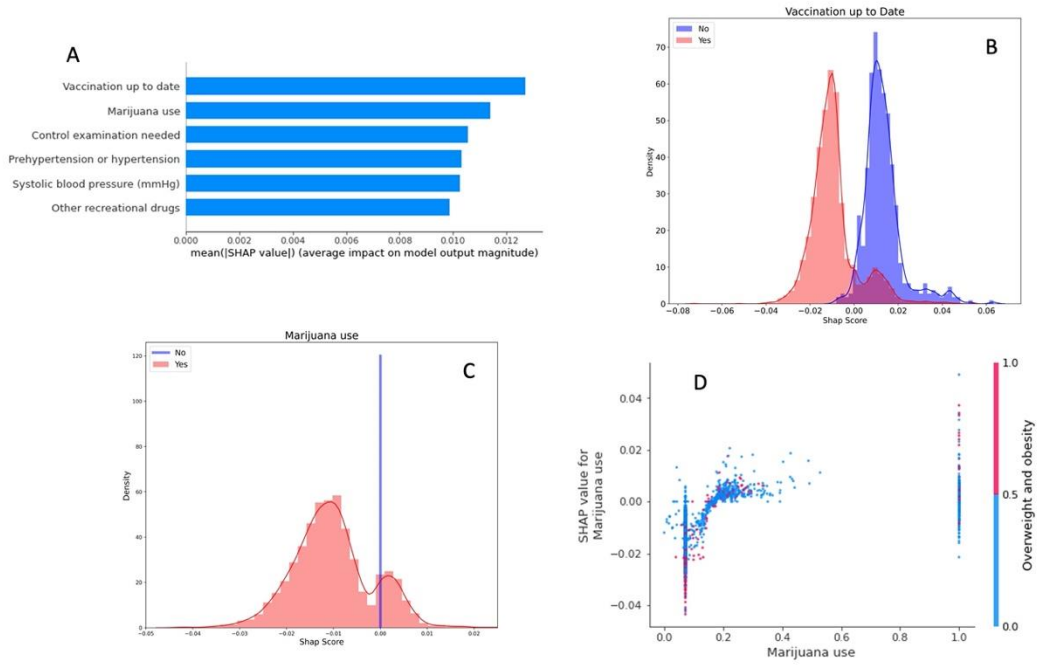 A
Vaccination up to date
Marijuana use
Control examination needed
Prehypertension or hypertension
Systolic blood pressure (mmHg)
Other recreational drugs
0.000 0.002 0.004 0.006 0.008 0.010 0.012
mean(|SHAP value|) (average impact on model output magnitude)
Vaccination up to Date
No
Yes
B
70
60
50
40
30
20
10
0
Density
−0.08 −0.06 −0.04 −0.02 0.00 0.02 0.04 0.06
Shap Score
Marijuana use
No
Yes
C
120
100
80
60
40
20
0
Density
−0.05 −0.04 −0.03 −0.02 −0.01 0.00 0.01 0.02
Shap Score
D
0.04
0.02
0.00
−0.02
−0.04
SHAP value for
Marijuana use
0.0 0.2 0.4 0.6 0.8 1.0
Marijuana use
1.0
0.5
0.0
Overweight and obesity